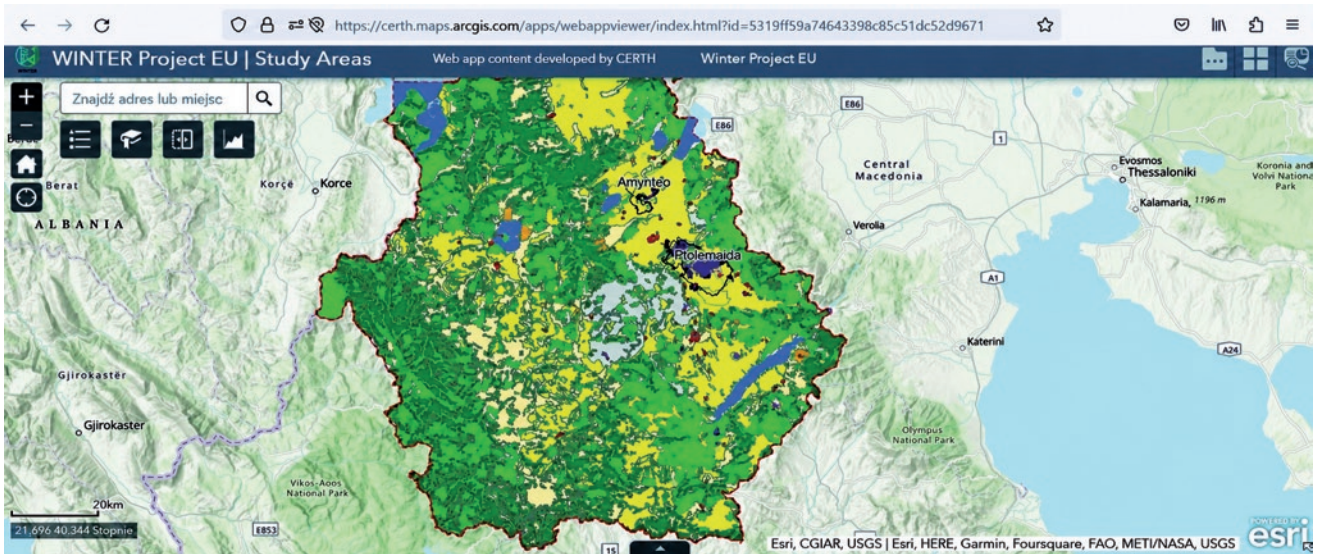 https://certh.maps.arcgis.com/apps/webappviewer/index.html?id=5319ff59a74643398c85c51dc52d9671
WINTER Project EU | Study Areas
Web app content developed by CERTH
Winter Project EU
+
Znajdź adres lub miejsc
−
E86
E86
1
Amynteo
Central
Macedonia
Evosmos
Thessaloniki
Koronia and
Volvi National
Park
Berat
Korçë
Korce
Kalamaria,
1196 m
ALBANIA
Veroia
Ptolemaida
A1
Katerini
A24
Gjirokastër
Gjirokaster
Olympus
National Park
Vikos-Aoos
National Park
20km
21.696 40.344 Stopnie
E853
15
Esri, CGIAR, USGS | Esri, HERE, Garmin, Foursquare, FAO, METI/NASA, USGS
POWERED BY
esri